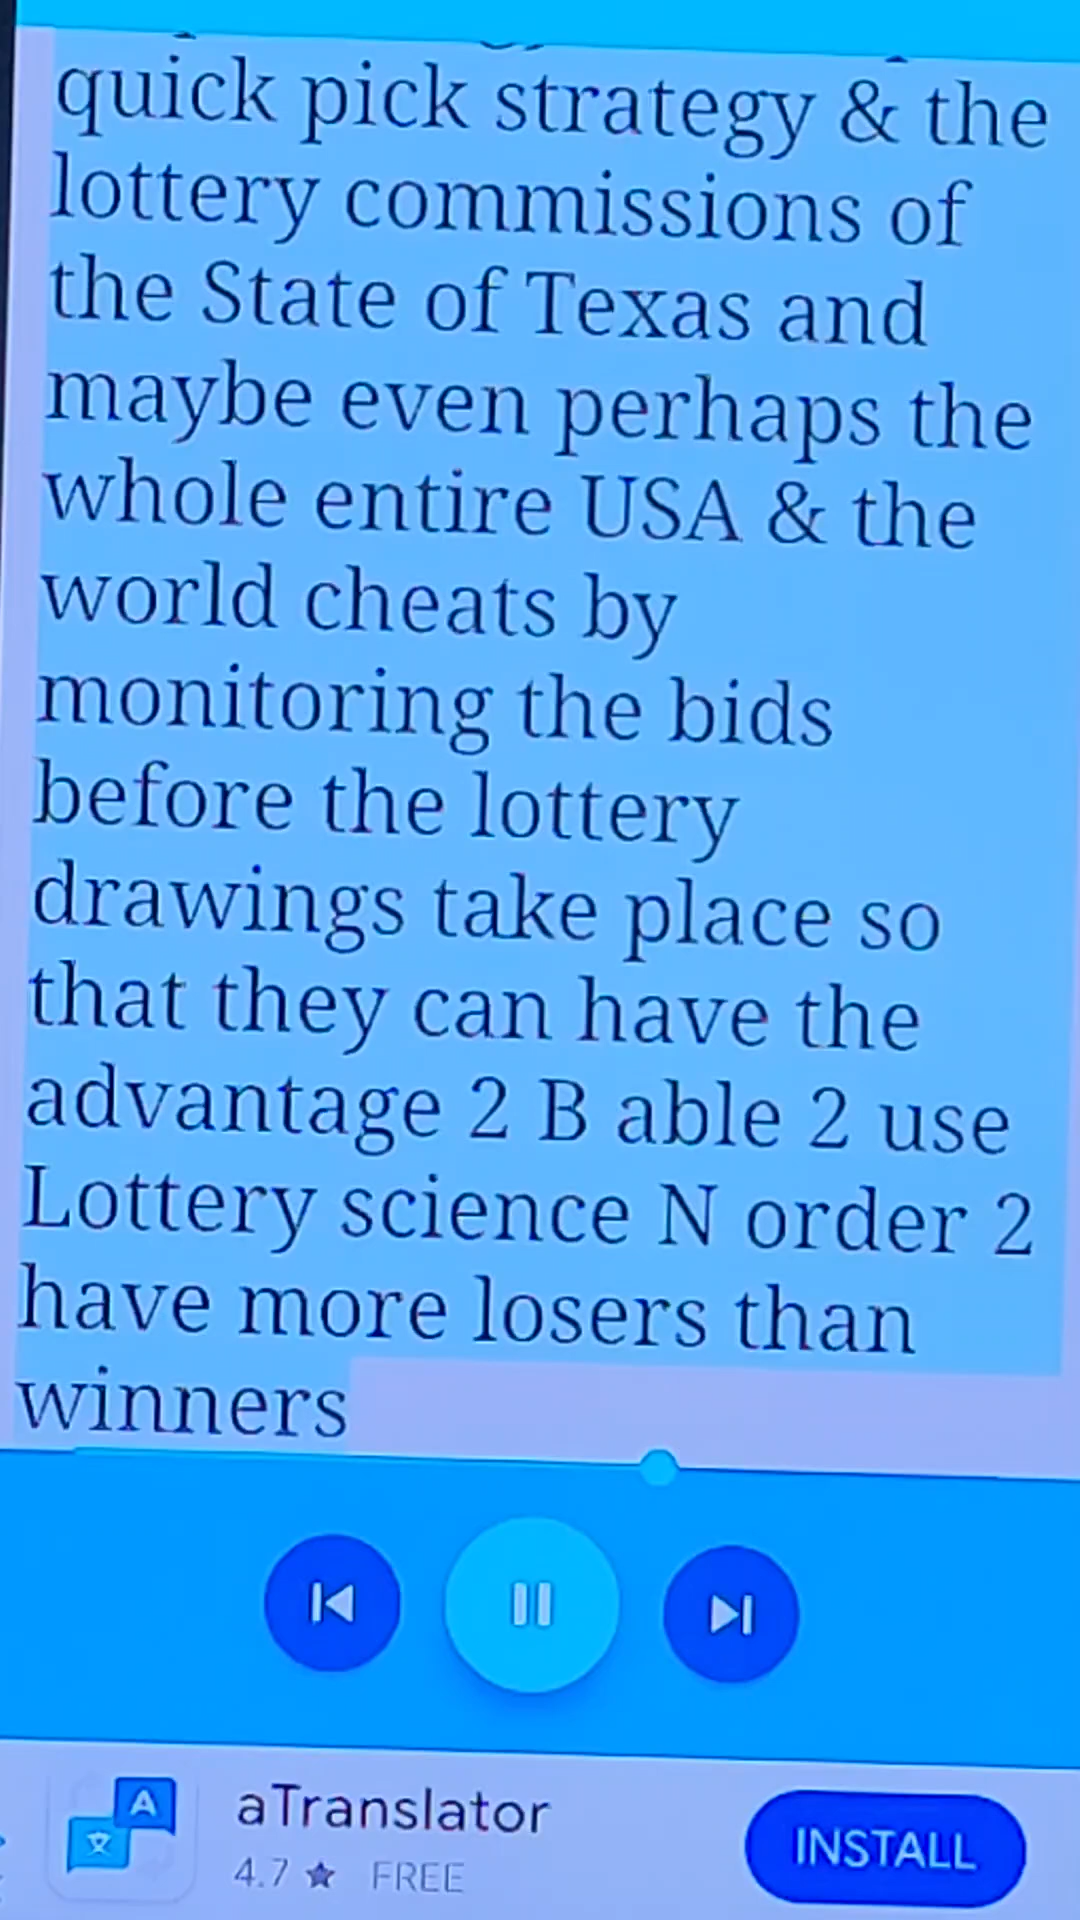 quick pick strategy & the
lottery commissions of
the State of Texas and
maybe even perhaps the
whole entire USA & the
world cheats by
monitoring the bids
before the lottery
drawings take place so
that they can have the
advantage 2 B able 2 use
Lottery science N order 2
have more losers than
winners
A
文
aTranslator
4.7 ★ FREE
INSTALL